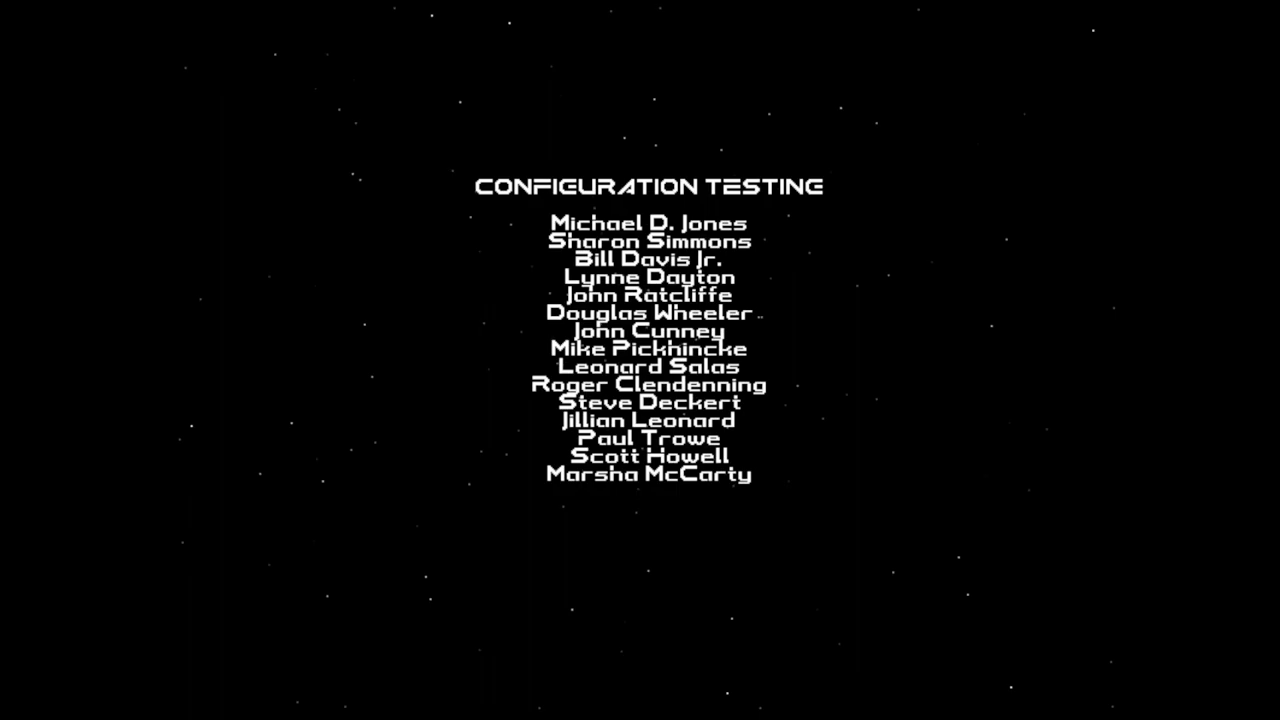 CONFIGURATION TESTING
Michael D. Jones
Sharon Simmons
Bill Davis Jr.
Lynne Dayton
John Ratcliffe
Douglas Wheeler
John Cunney
Mike Pickhincke
Leonard Salas
Roger Clendenning
Steve Deckert
Jillian Leonard
Paul Trowe
Scott Howell
Marsha McCarty